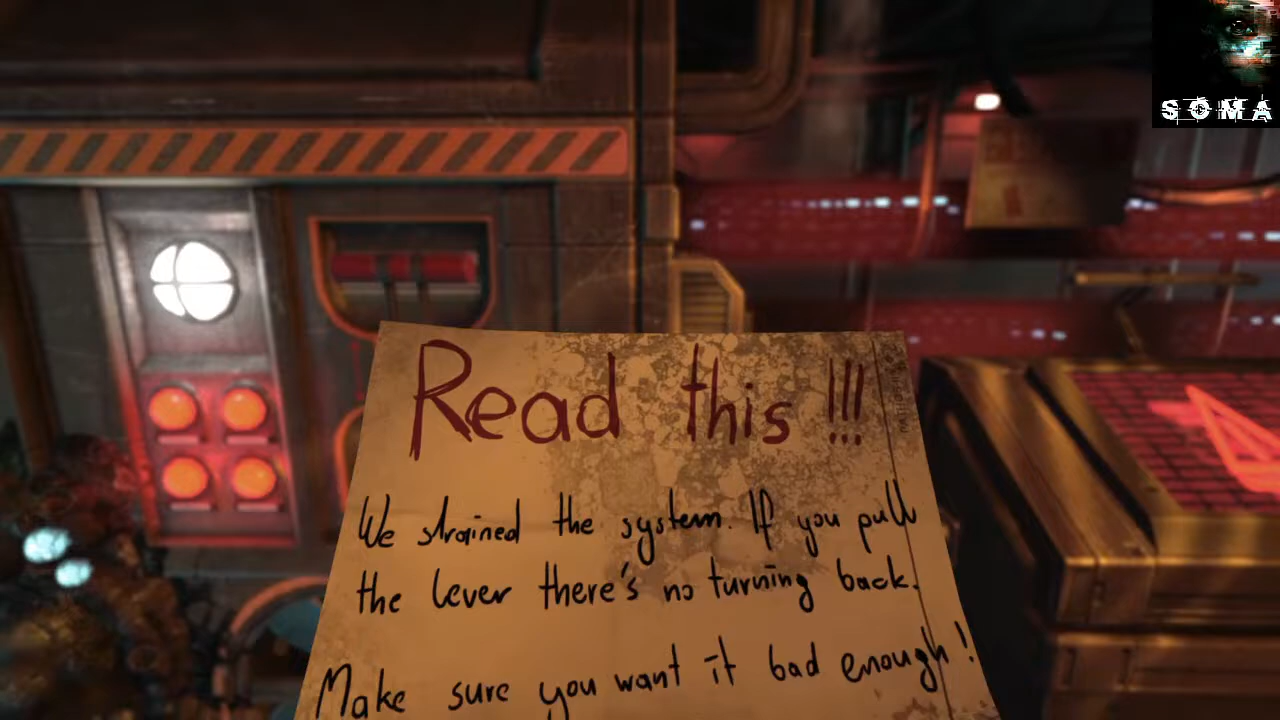 SOMA
Read this!!!
We strained the system. If you pull
the lever there's no turning back.
Make sure you want it bad enough!